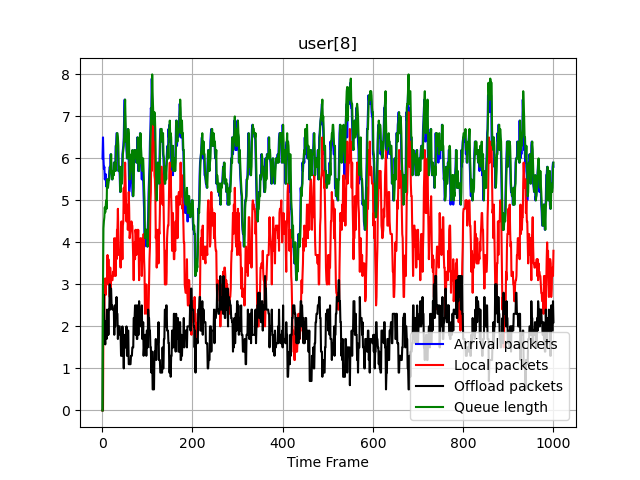 user[8]
8
7
6
5
4
3
2
1
0
Arrival packets
Local packets
Offload packets
Queue length
0 200 400 600 800 1000
Time Frame